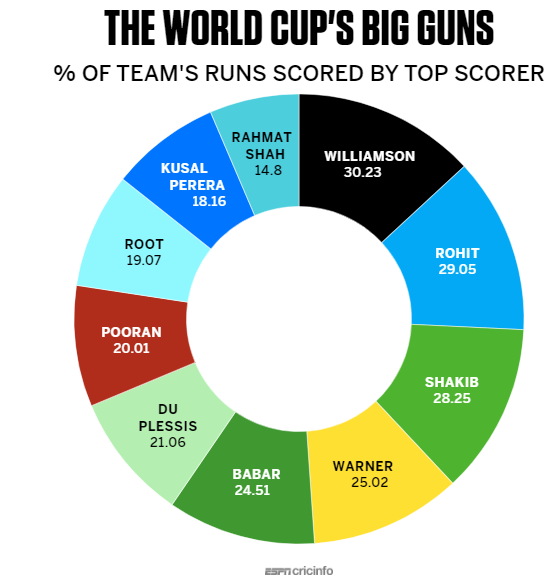 THE WORLD CUP'S BIG GUNS
% OF TEAM'S RUNS SCORED BY TOP SCORER
WILLIAMSON
30.23
ROHIT
29.05
SHAKIB
28.25
WARNER
25.02
BABAR
24.51
DU
PLESSIS
21.06
POORAN
20.01
ROOT
19.07
KUSAL
PERERA
18.16
RAHMAT
SHAH
14.8
ESPN cricinfo